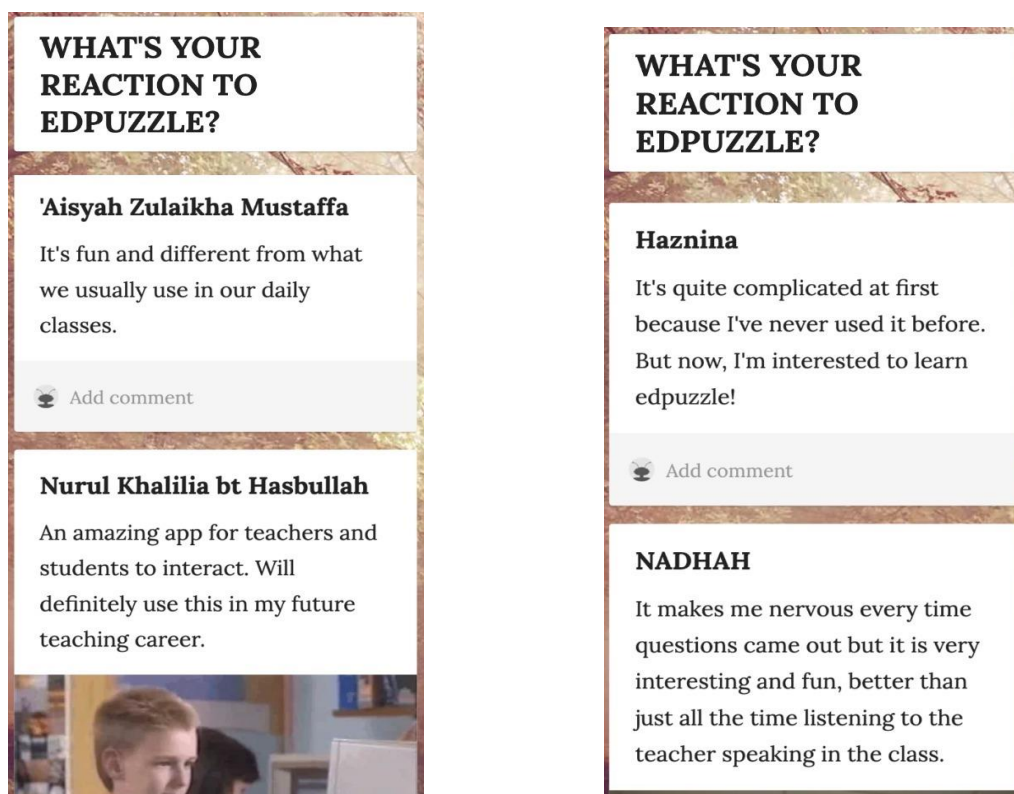 WHAT'S YOUR
REACTION TO
EDPUZZLE?
'Aisyah Zulaikha Mustaffa
It's fun and different from what
we usually use in our daily
classes.
Add comment
Nurul Khalilia bt Hasbullah
An amazing app for teachers and
students to interact. Will
definitely use this in my future
teaching career.
WHAT'S YOUR
REACTION TO
EDPUZZLE?
Haznina
It's quite complicated at first
because I've never used it before.
But now, I'm interested to learn
edpuzzle!
Add comment
NADHAH
It makes me nervous every time
questions came out but it is very
interesting and fun, better than
just all the time listening to the
teacher speaking in the class.